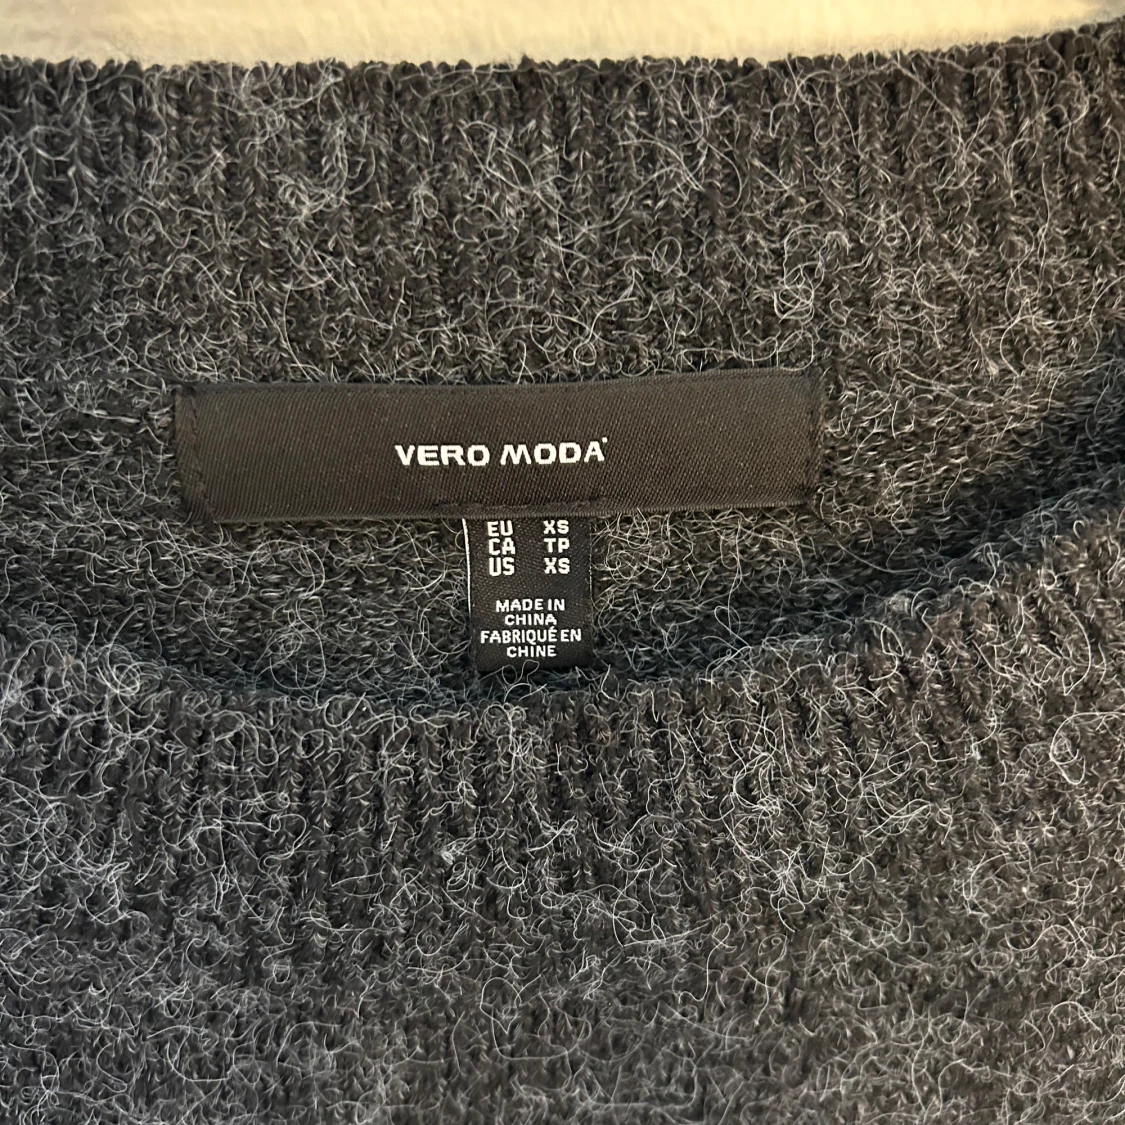 VERO MODA
EU XS
CA TP
US XS
MADE IN
CHINA
FABRIQUÉ EN
CHINE